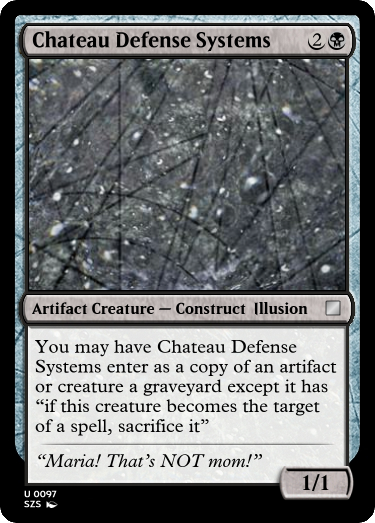 Chateau Defense Systems 2
Artifact Creature — Construct Illusion
You may have Chateau Defense
Systems enter as a copy of an artifact
or creature a graveyard except it has
“if this creature becomes the target
of a spell, sacrifice it”
“Maria! That's NOT mom!”
1/1
U 0097
SZS